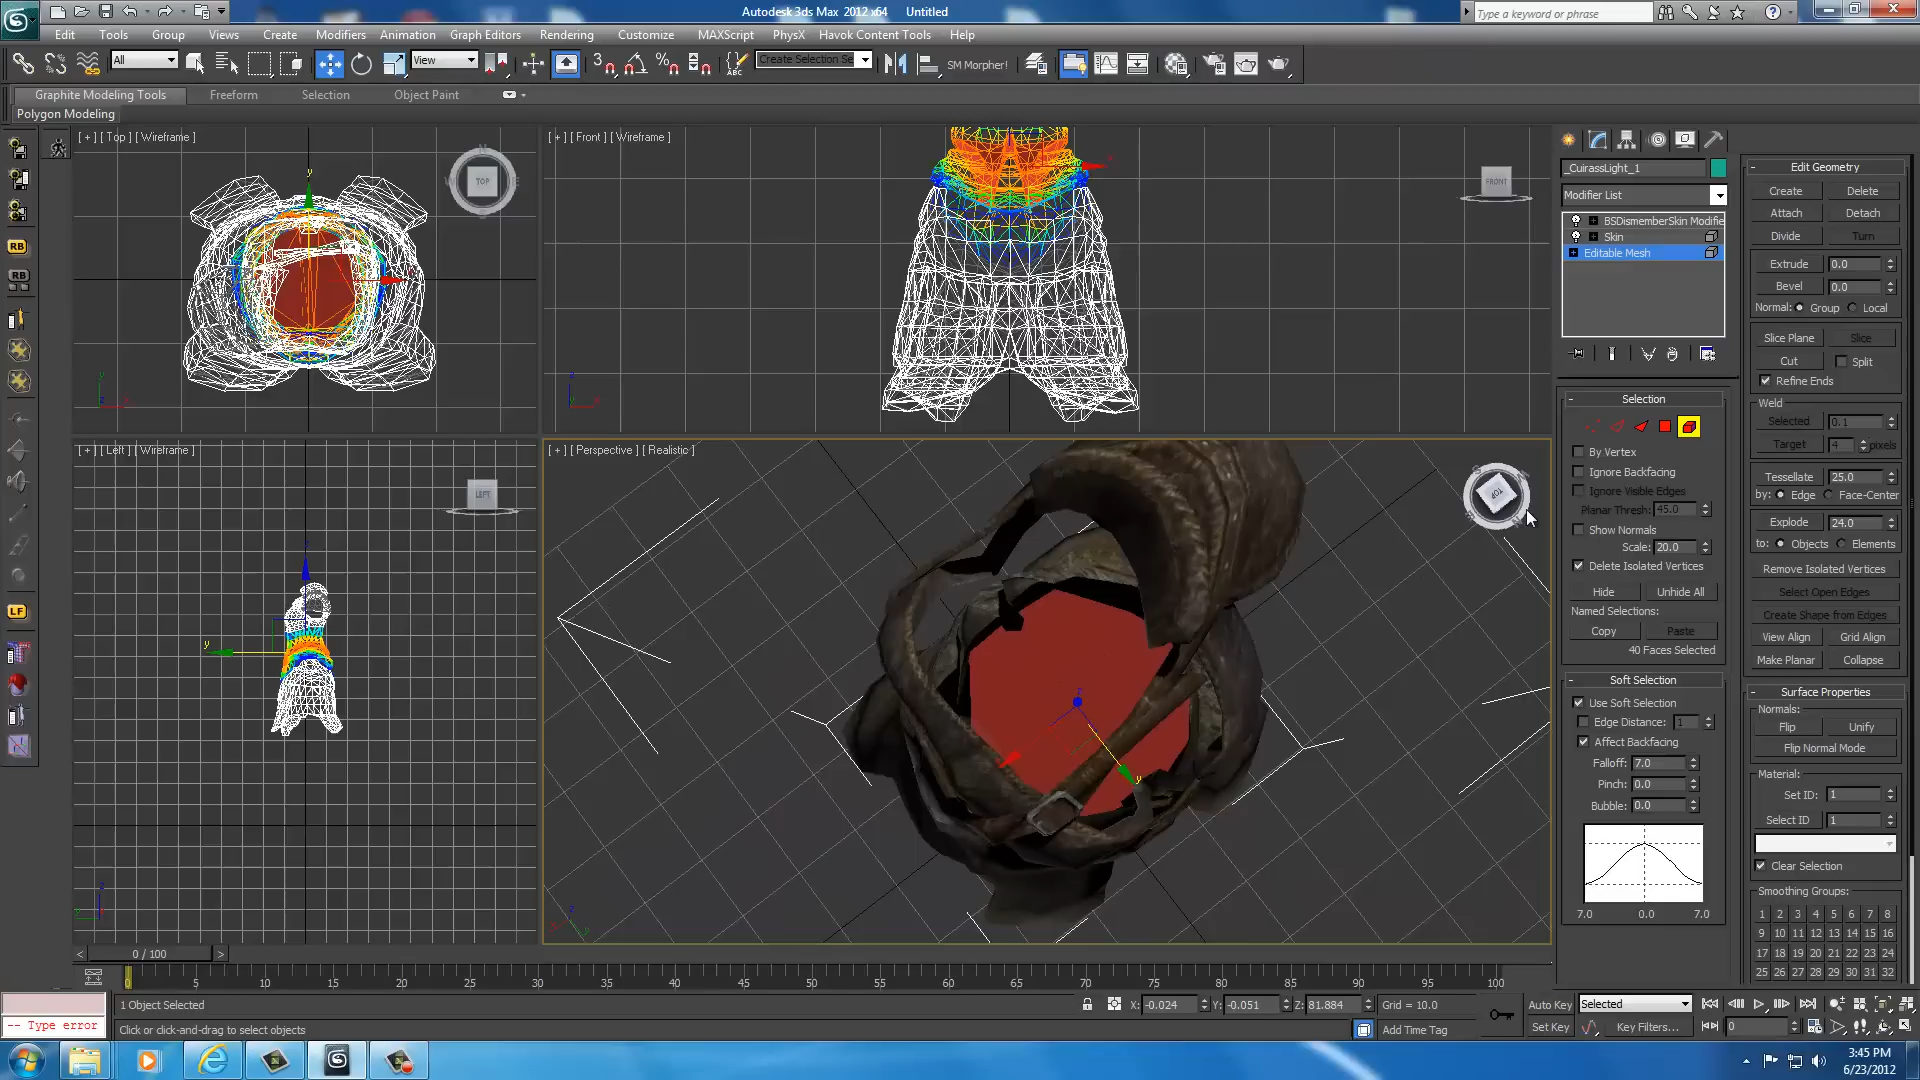 Autodesk 3ds Max 2012 x64 Untitled
Type a keyword or phrase
Edit Tools Group Views Create Modifiers Animation Graph Editors Rendering Customize MAXScript PhysX Havok Content Tools Help
All View Create Selection Se SM Morpher!
Graphite Modeling Tools Freeform Selection Object Paint
Polygon Modeling
[ + ] [ Top ] [ Wireframe ]
TOP
[ + ] [ Front ] [ Wireframe ]
FRONT
[ + ] [ Left ] [ Wireframe ]
LEFT
[ + ] [ Perspective ] [ Realistic ]
TOP
RB
RB
LF
_CuirassLight_1
Modifier List
BSDismemberSkin Modifie
Skin
Editable Mesh
Selection
By Vertex
Ignore Backfacing
Ignore Visible Edges
Planar Thresh: 45.0
Show Normals
Scale: 20.0
Delete Isolated Vertices
Hide Unhide All
Named Selections:
Copy Paste
40 Faces Selected
Soft Selection
Use Soft Selection
Edge Distance: 1
Affect Backfacing
Falloff: 7.0
Pinch: 0.0
Bubble: 0.0
7.0 0.0 7.0
Edit Geometry
Create Delete
Attach Detach
Divide Turn
Extrude 0.0
Bevel 0.0
Normal: Group Local
Slice Plane Slice
Cut Split
Refine Ends
Weld
Selected 0.1
Target 4 pixels
Tessellate 25.0
by: Edge Face-Center
Explode 24.0
to: Objects Elements
Remove Isolated Vertices
Select Open Edges
Create Shape from Edges
View Align Grid Align
Make Planar Collapse
Surface Properties
Normals:
Flip Unify
Flip Normal Mode
Material:
Set ID: 1
Select ID 1
Clear Selection
Smoothing Groups:
1 2 3 4 5 6 7 8
9 10 11 12 13 14 15 16
17 18 19 20 21 22 23 24
25 26 27 28 29 30 31 32
< 0 / 100 >
0 5 10 15 20 25 30 35 40 45 50 55 60 65 70 75 80 85 90 95 100
1 Object Selected X: -0.024 Y: -0.051 Z: 81.884 Grid = 10.0 Auto Key Selected
-- Type error Click or click-and-drag to select objects Add Time Tag Set Key Key Filters... 0
3:45 PM
6/23/2012